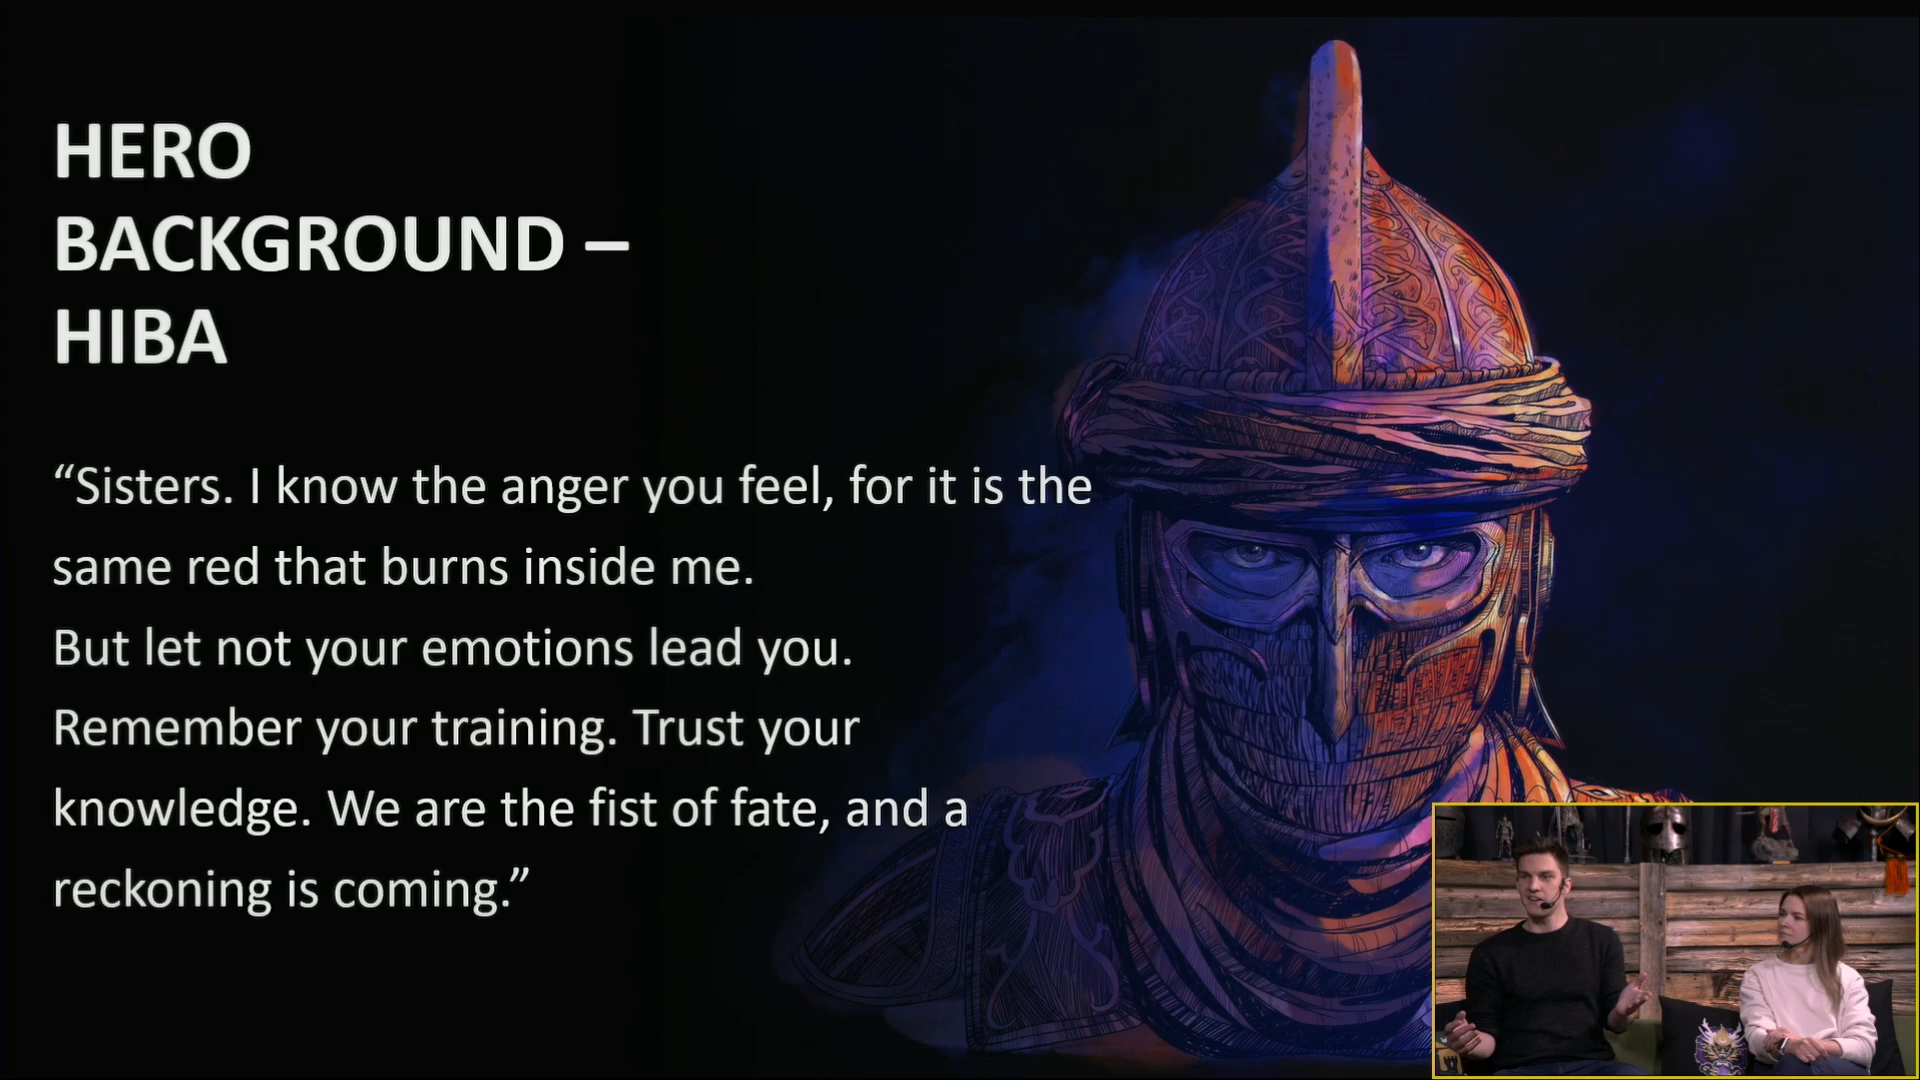 HERO
BACKGROUND –
HIBA
“Sisters. I know the anger you feel, for it is the
same red that burns inside me.
But let not your emotions lead you.
Remember your training. Trust your
knowledge. We are the fist of fate, and a
reckoning is coming.”